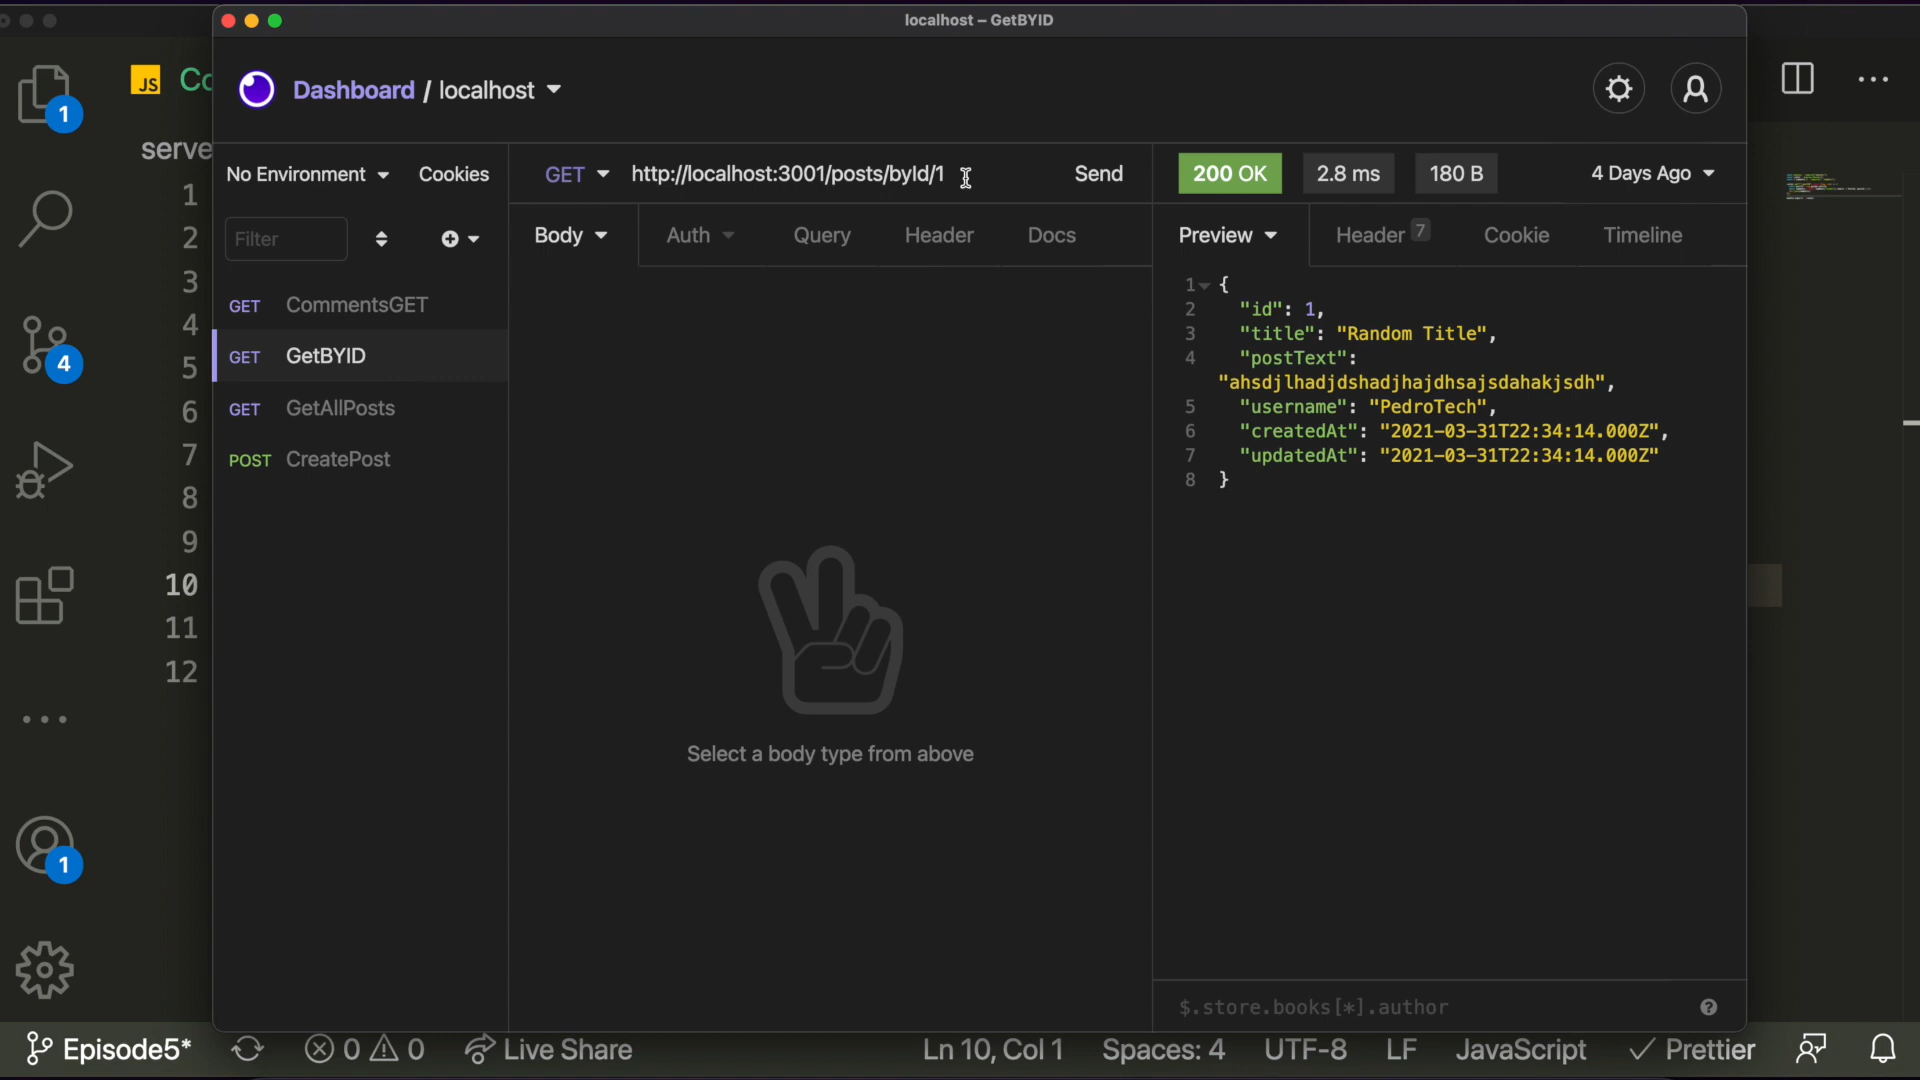 localhost – GetBYID
JS Co
Dashboard / localhost
1
serve
No Environment Cookies
GET http://localhost:3001/posts/byId/1 Send
200 OK 2.8 ms 180 B 4 Days Ago
Filter
Body Auth Query Header Docs
Preview Header 7 Cookie Timeline
GET CommentsGET
GET GetBYID
GET GetAllPosts
POST CreatePost
1 {
2 "id": 1,
3 "title": "Random Title",
4 "postText":
"ahsdjlhadjdshadjhajdhsajsdahakjsdh",
5 "username": "PedroTech",
6 "createdAt": "2021-03-31T22:34:14.000Z",
7 "updatedAt": "2021-03-31T22:34:14.000Z"
8 }
1
2
3
4
5
6
7
8
9
10
11
12
4
1
Select a body type from above
$.store.books[*].author
Episode5* 0 0 Live Share Ln 10, Col 1 Spaces: 4 UTF-8 LF JavaScript Prettier